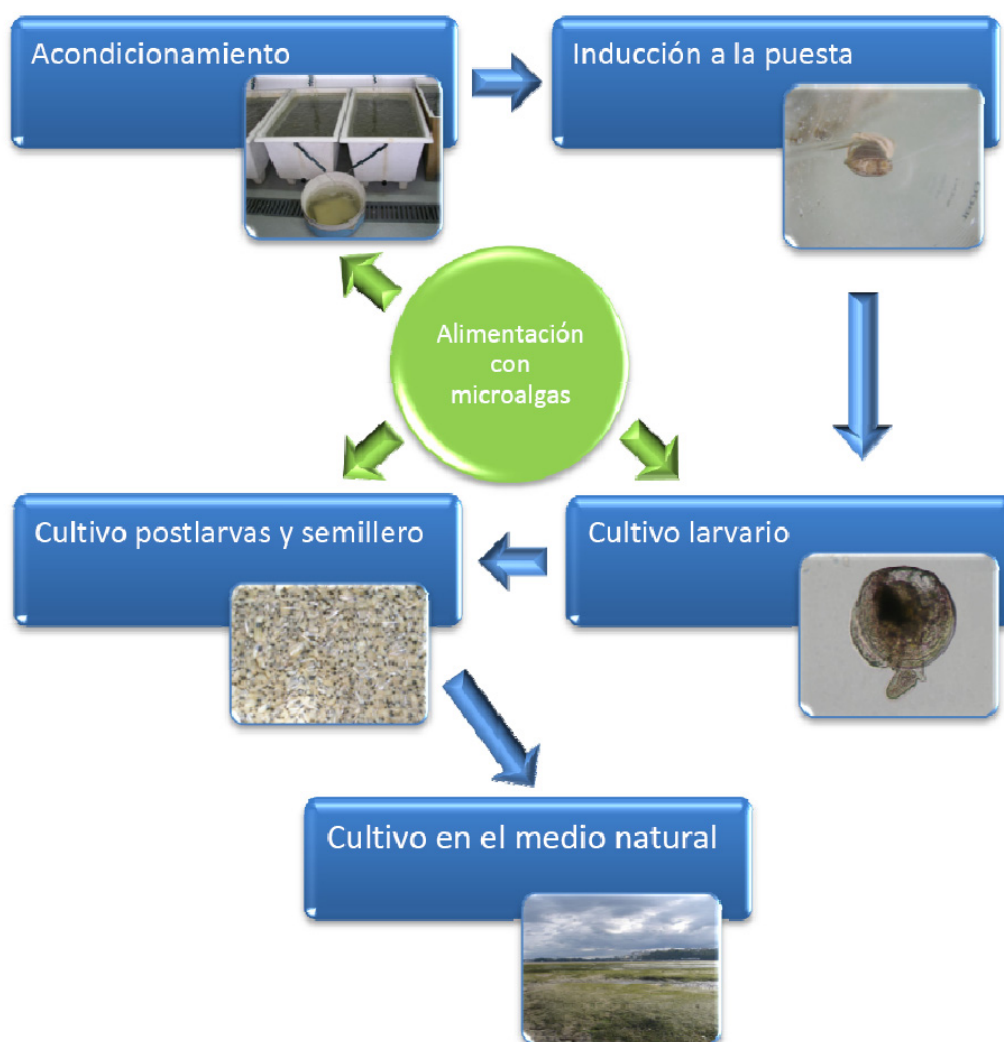 Acondicionamiento
Inducción a la puesta
Alimentación
con
microalgas
Cultivo postlarvas y semillero
Cultivo larvario
Cultivo en el medio natural